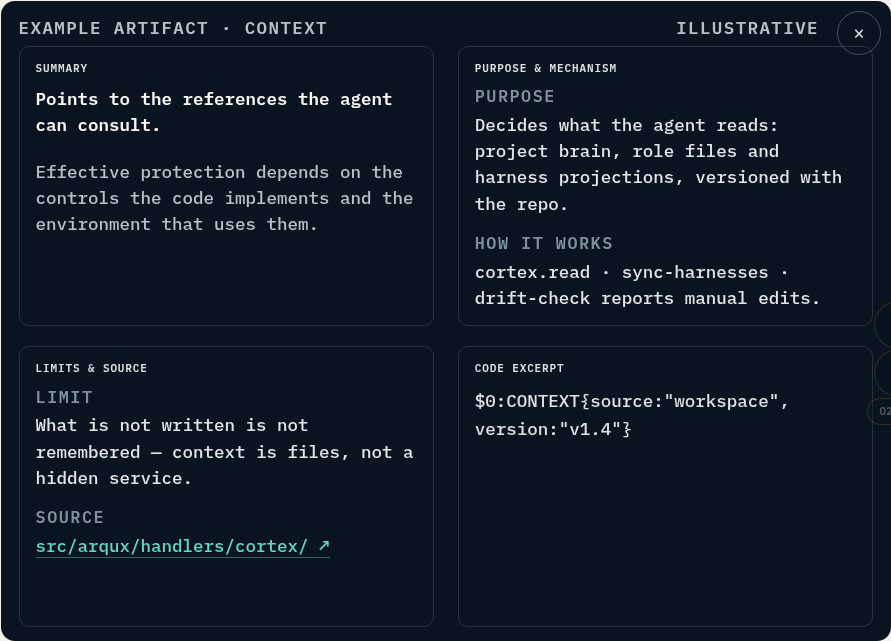 EXAMPLE ARTIFACT · CONTEXT
ILLUSTRATIVE
×
SUMMARY
Points to the references the agent
can consult.
Effective protection depends on the
controls the code implements and the
environment that uses them.
PURPOSE & MECHANISM
PURPOSE
Decides what the agent reads:
project brain, role files and
harness projections, versioned with
the repo.
HOW IT WORKS
cortex.read · sync-harnesses ·
drift-check reports manual edits.
LIMITS & SOURCE
LIMIT
What is not written is not
remembered — context is files, not a
hidden service.
SOURCE
src/arqux/handlers/cortex/ ↗
CODE EXCERPT
$0:CONTEXT{source:"workspace",
version:"v1.4"}
02